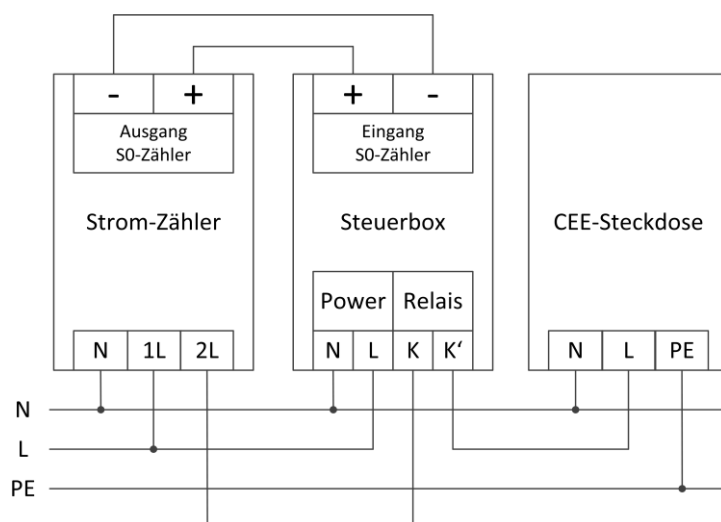 - +
Ausgang
S0-Zähler
Strom-Zähler
N 1L 2L
+ -
Eingang
S0-Zähler
Steuerbox
Power Relais
N L K K‘
CEE-Steckdose
N L PE
N
L
PE